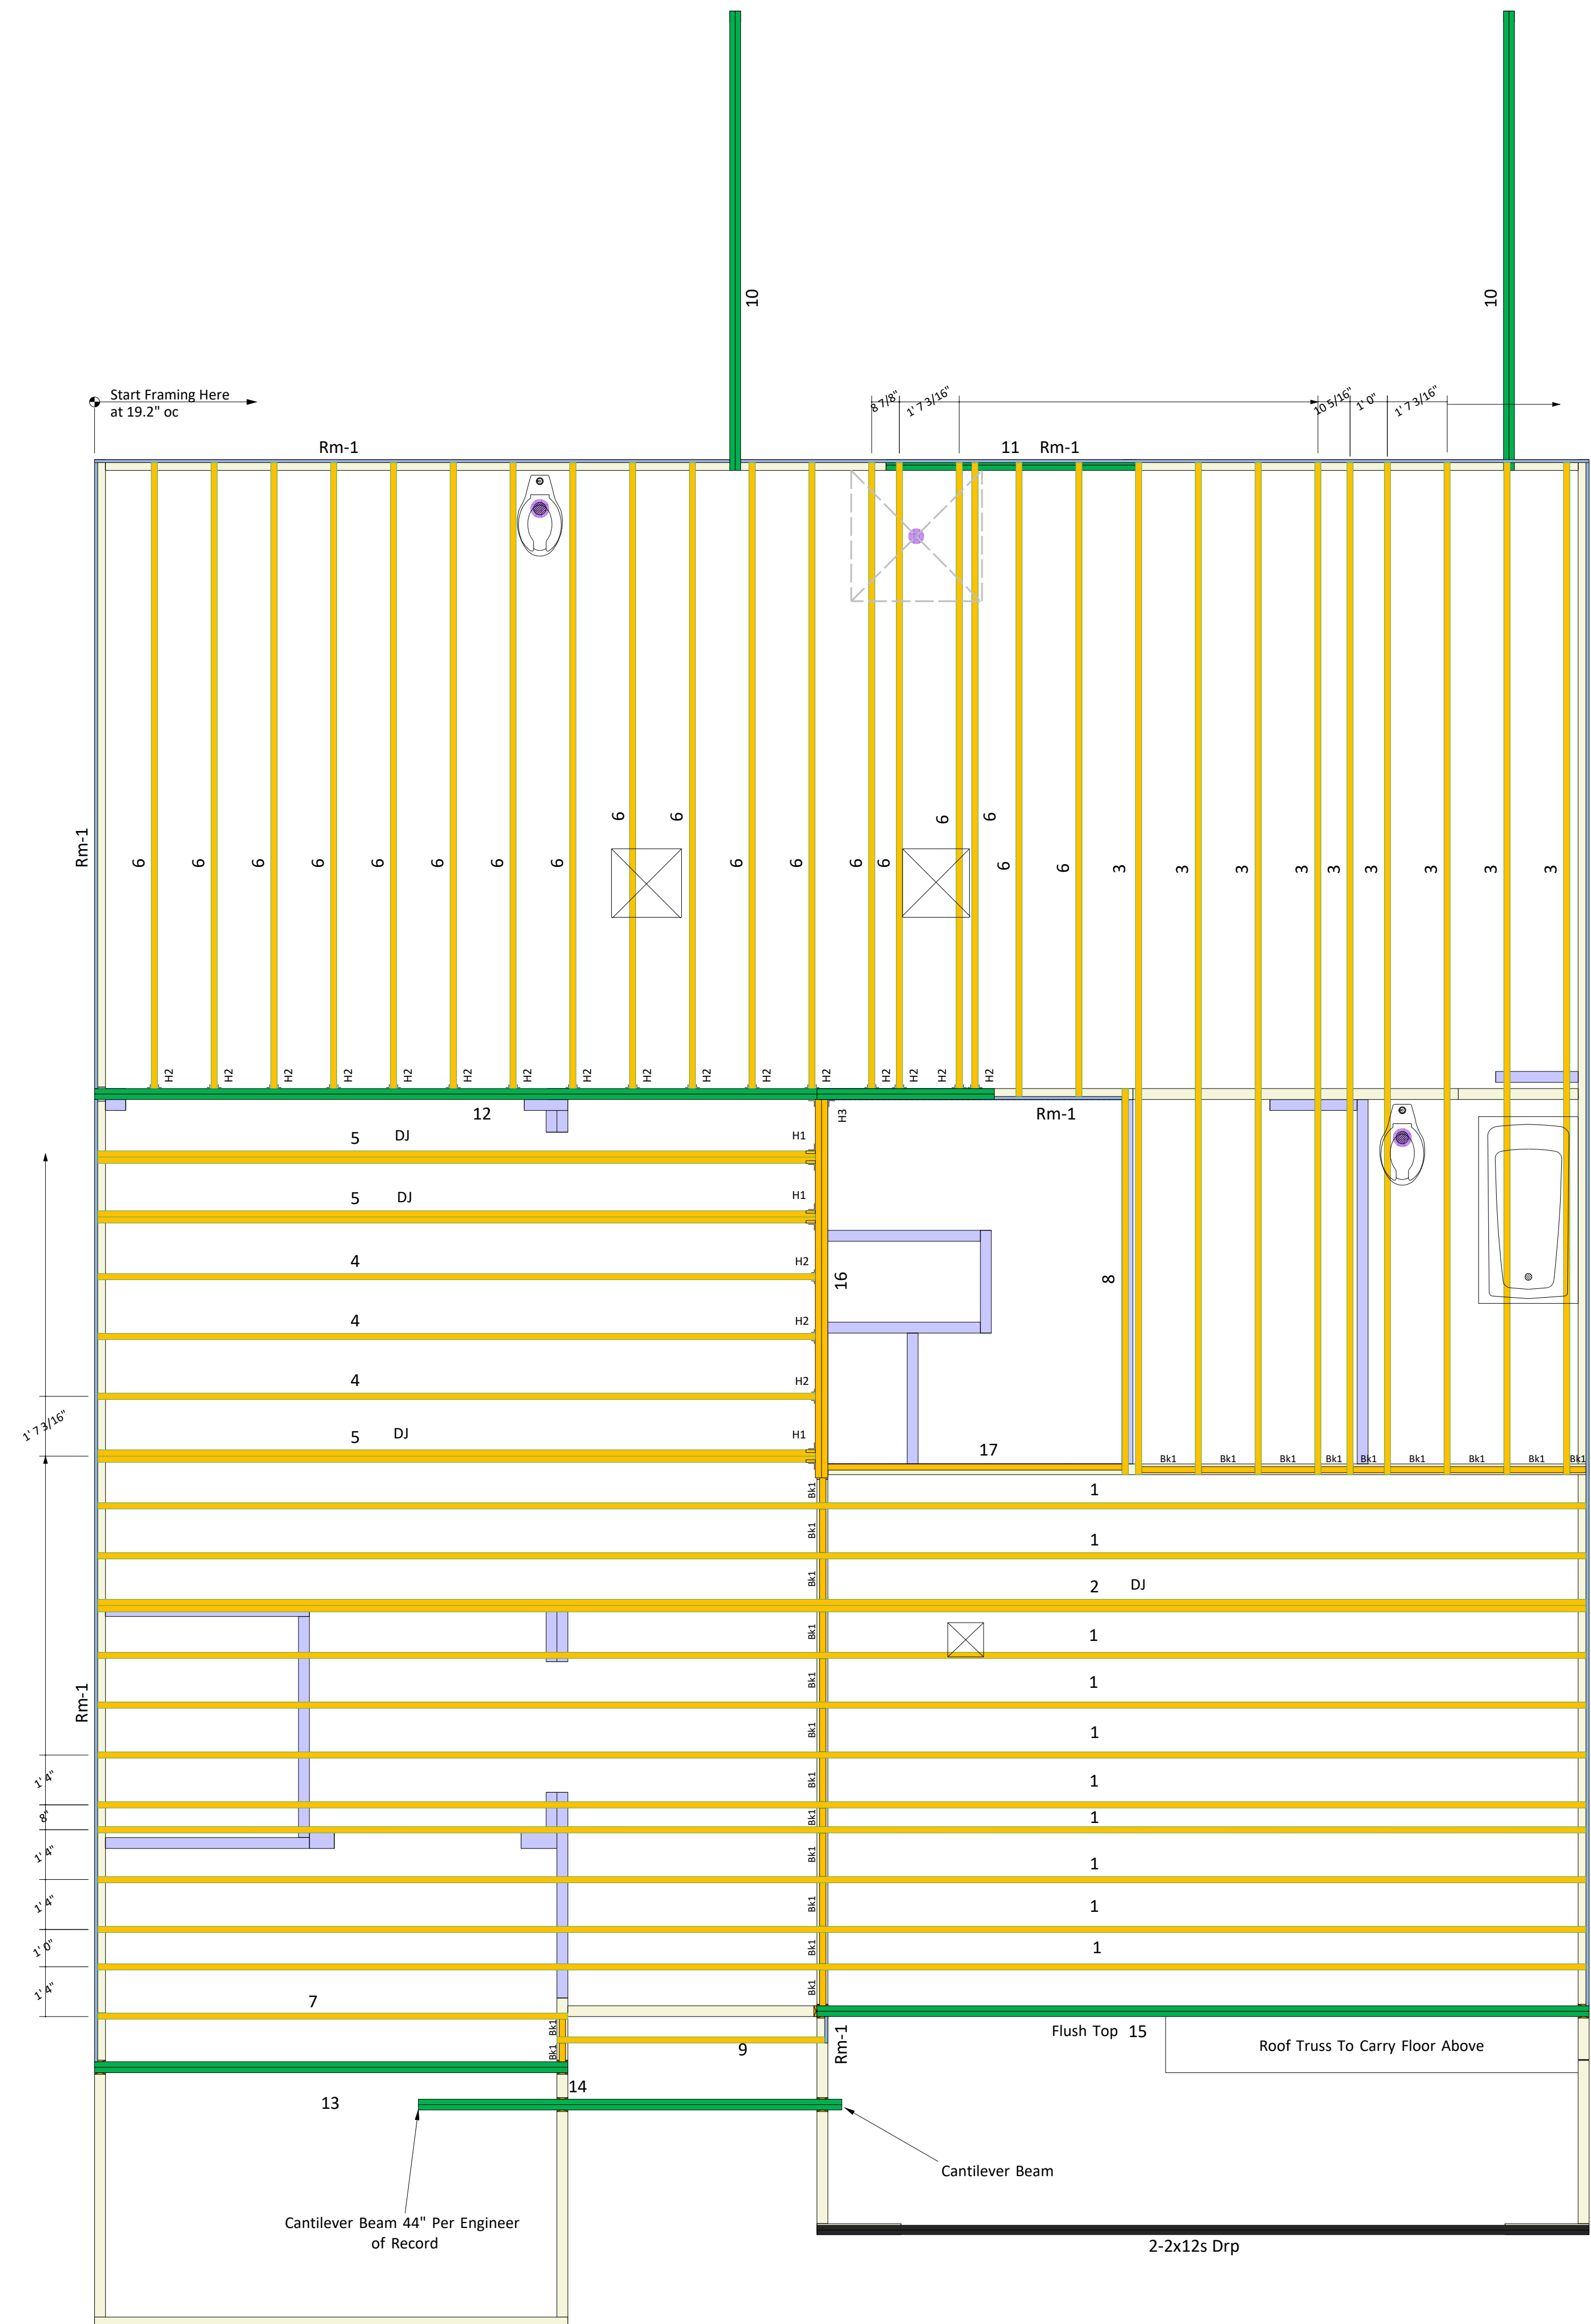 10
10
Start Framing Here
at 19.2" oc
8 7/8"
1' 7 3/16"
10 5/16"
1' 0"
1' 7 3/16"
Rm-1
11 Rm-1
Rm-1
6 6 6 6 6 6 6 6 6 6 6 6 6 6 6 6 6 6 3 3 3 3 3 3 3 3 3
H2 H2 H2 H2 H2 H2 H2 H2 H2 H2 H2 H2 H2 H2 H2 H2
12
H3
Rm-1
5 DJ H1
5 DJ H1
4 H2
16
8
4 H2
4 H2
1' 7 3/16"
5 DJ H1
17
Bk1 Bk1 Bk1 Bk1 Bk1 Bk1 Bk1 Bk1 Bk1
Bk1 1
Bk1 1
Bk1 2 DJ
Bk1 1
Rm-1
Bk1 1
Bk1 1
1' 4"
Bk1 1
8"
Bk1 1
1' 4"
Bk1 1
1' 4"
Bk1 1
1' 0"
Bk1 1
1' 4"
Bk1
7
Bk1
Bk1
9
Rm-1
Flush Top 15
Roof Truss To Carry Floor Above
14
13
Cantilever Beam
Cantilever Beam 44" Per Engineer
of Record
2-2x12s Drp